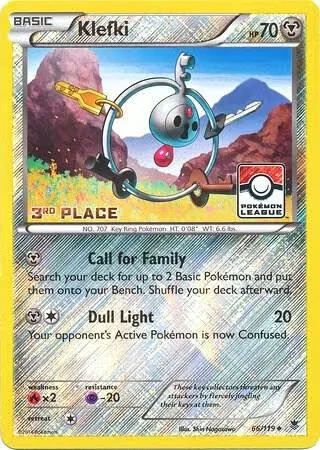 BASIC
Klefki
HP70
3RD PLACE
POKÉMON
LEAGUE
NO. 707 Key Ring Pokémon HT: 0'08" WT: 6.6 lbs.
Call for Family
Search your deck for up to 2 Basic Pokémon and put
them onto your Bench. Shuffle your deck afterward.
Dull Light 20
Your opponent's Active Pokémon is now Confused.
weakness resistance
×2 -20
retreat
These key collectors threaten any
attackers by fiercely jingling
their keys at them.
Illus. Shin Nagasawa 66/119